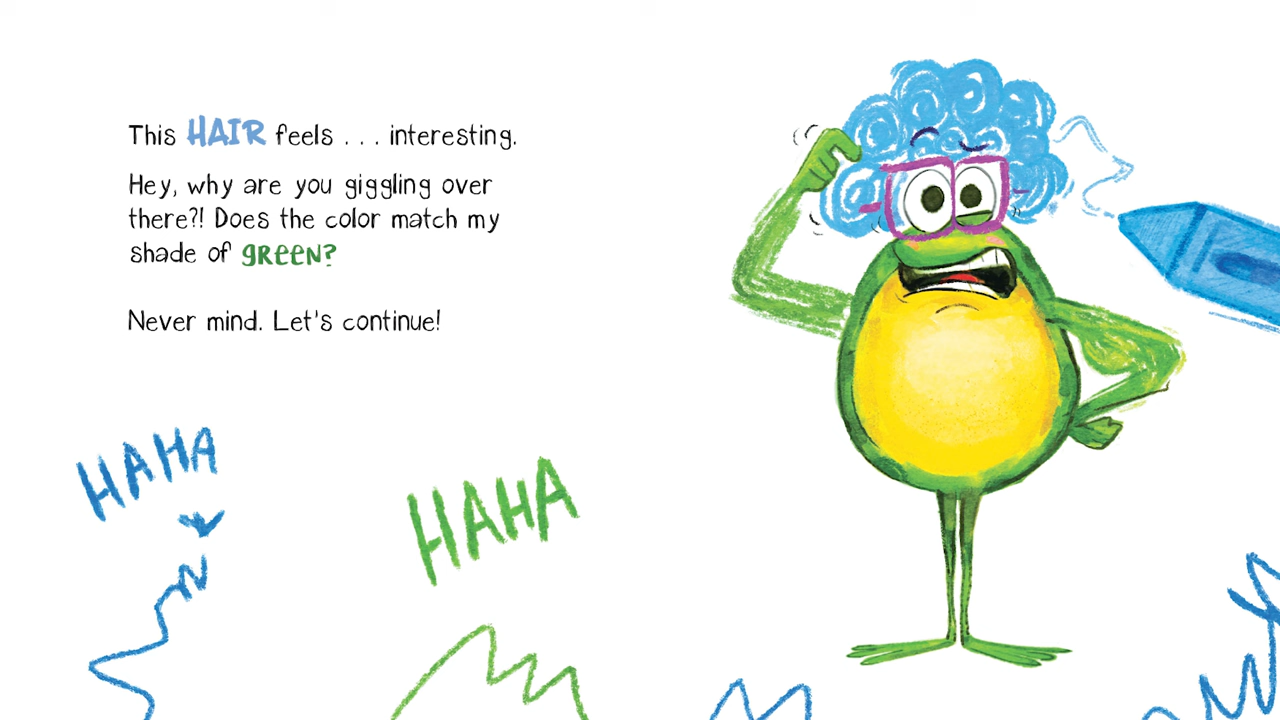 This HAIR feels . . . interesting.
Hey, why are you giggling over
there?! Does the color match my
shade of GREEN?
Never mind. Let's continue!
HAHA
HAHA